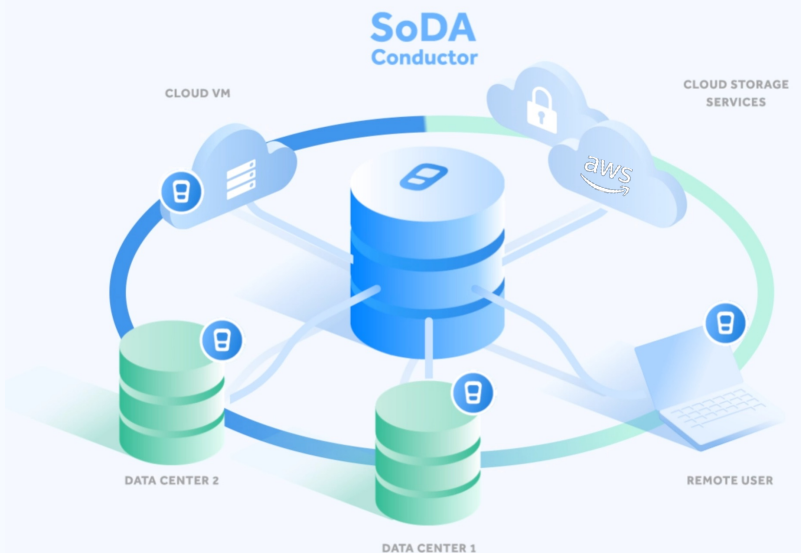 SoDA
Conductor
CLOUD VM
CLOUD STORAGE
SERVICES
aws
DATA CENTER 2
REMOTE USER
DATA CENTER 1